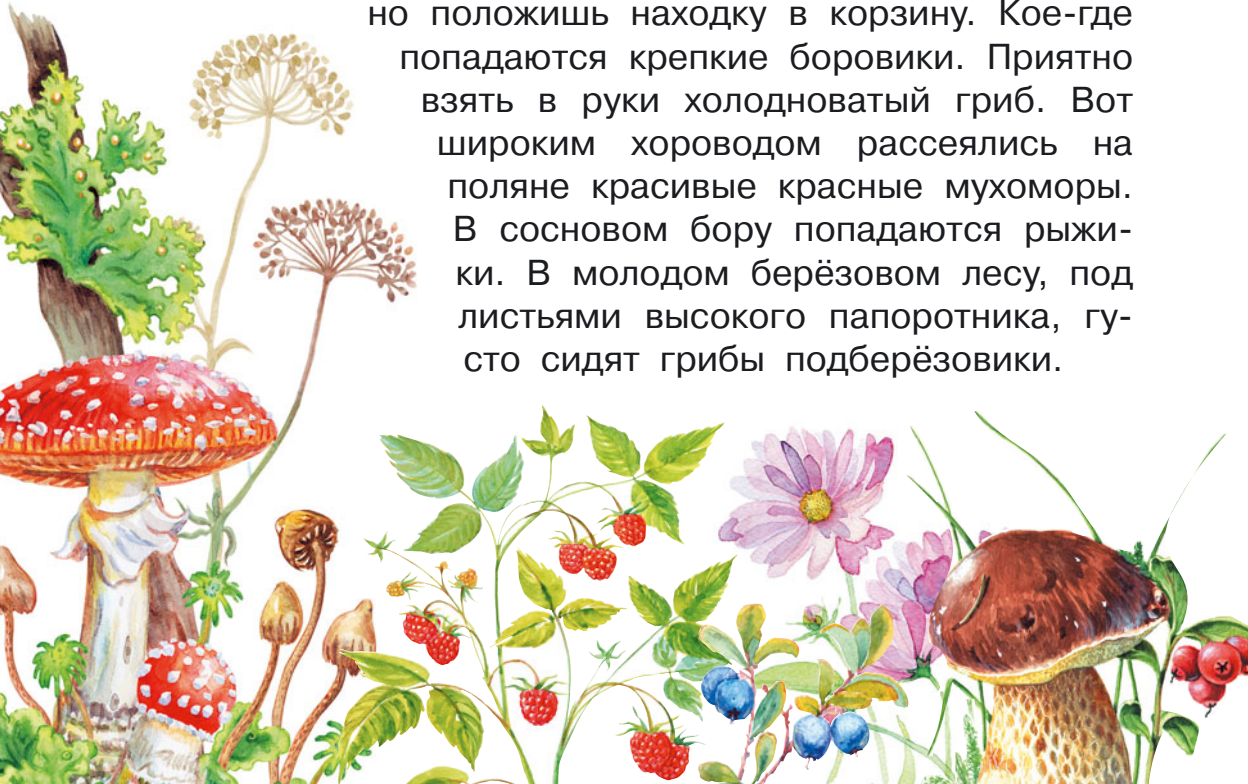 но положишь находку в корзину. Кое-где
попадаются крепкие боровики. Приятно
взять в руки холодноватый гриб. Вот
широким хороводом рассеялись на
поляне красивые красные мухоморы.
В сосновом бору попадаются рыжи-
ки. В молодом берёзовом лесу, под
листьями высокого папоротника, гу-
сто сидят грибы подберёзовики.